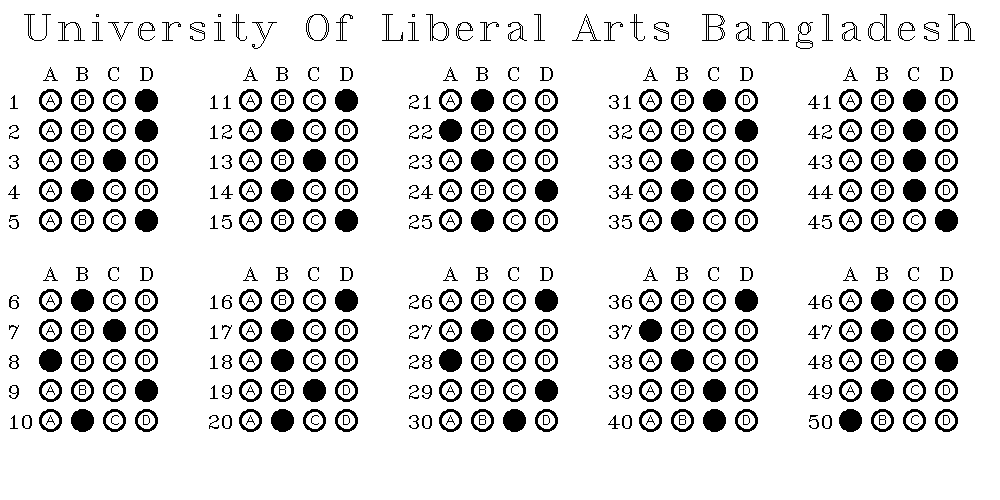 University Of Liberal Arts Bangladesh
A B C D A B C D A B C D A B C D A B C D
1 A B C 11 A B C 21 A C D 31 A B D 41 A B D
2 A B C 12 A C D 22 B C D 32 A B C 42 A B D
3 A B D 13 A B D 23 A C D 33 A C D 43 A B D
4 A C D 14 A C D 24 A B C 34 A C D 44 A B D
5 A B C 15 A B C 25 A C D 35 A C D 45 A B C
A B C D A B C D A B C D A B C D A B C D
6 A C D 16 A B C 26 A B C 36 A B C 46 A C D
7 A B D 17 A C D 27 A C D 37 B C D 47 A C D
8 B C D 18 A C D 28 B C D 38 A C D 48 A B C
9 A B C 19 A B D 29 A B C 39 A B D 49 A C D
10 A C D 20 A C D 30 A B D 40 A B D 50 B C D